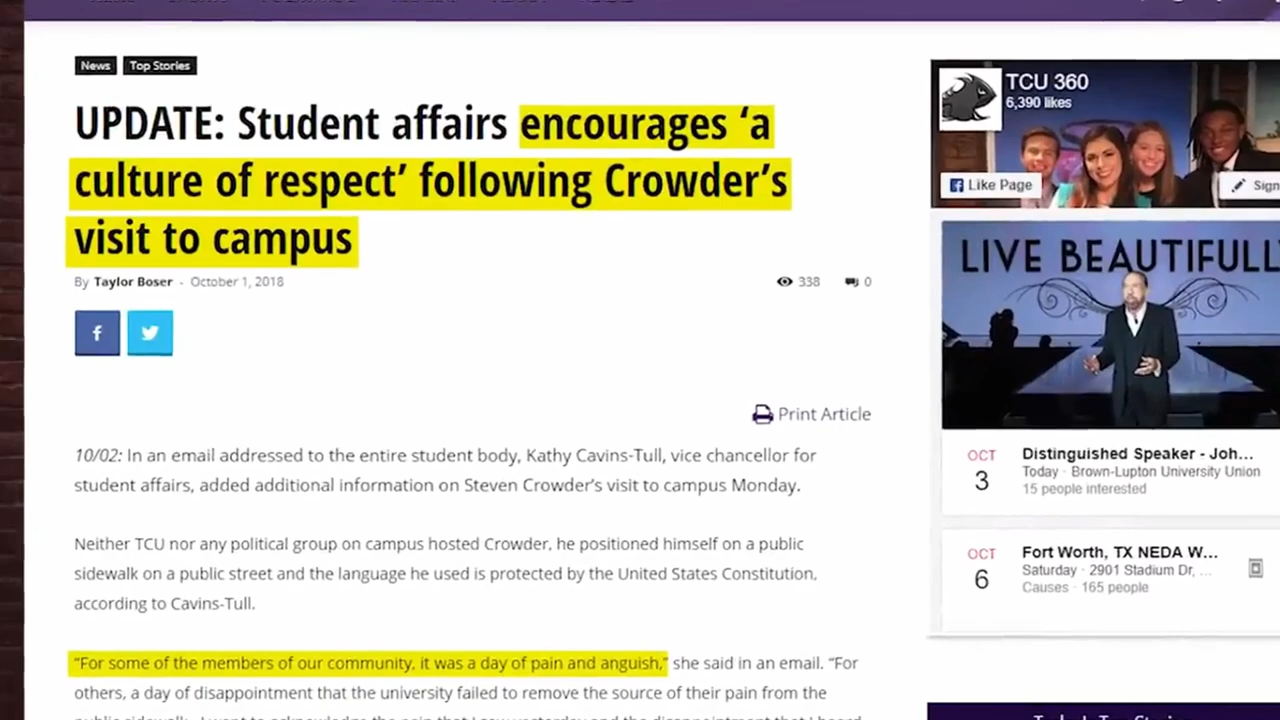 News Top Stories
UPDATE: Student affairs encourages ‘a
culture of respect’ following Crowder’s
visit to campus
By Taylor Boser - October 1, 2018
338 0
f
Print Article
10/02: In an email addressed to the entire student body, Kathy Cavins-Tull, vice chancellor for
student affairs, added additional information on Steven Crowder’s visit to campus Monday.
Neither TCU nor any political group on campus hosted Crowder, he positioned himself on a public
sidewalk on a public street and the language he used is protected by the United States Constitution,
according to Cavins-Tull.
“For some of the members of our community, it was a day of pain and anguish,” she said in an email. “For
others, a day of disappointment that the university failed to remove the source of their pain from the
TCU 360
6,390 likes
Like Page
Sign
LIVE BEAUTIFULL
OCT
3
Distinguished Speaker - Joh...
Today · Brown-Lupton University Union
15 people interested
OCT
6
Fort Worth, TX NEDA W...
Saturday · 2901 Stadium Dr, ...
Causes · 165 people